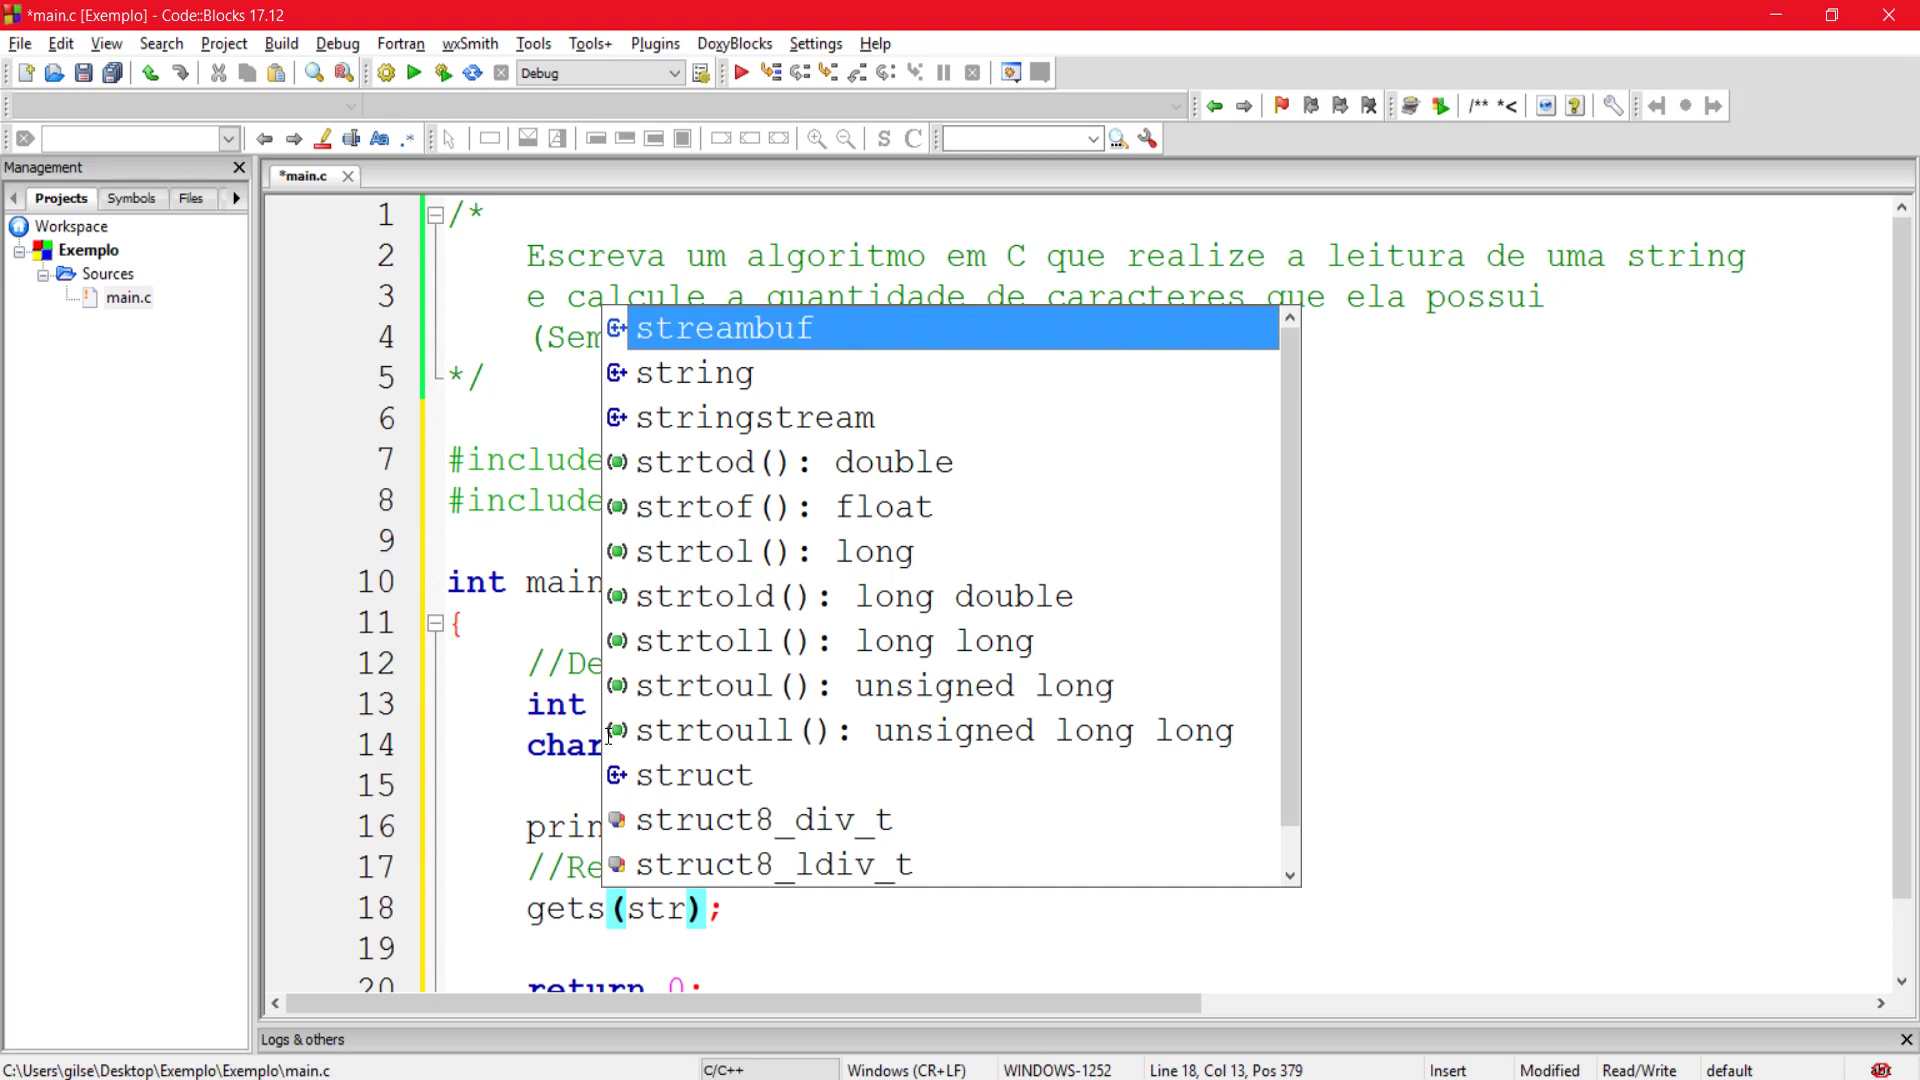 *main.c [Exemplo] - Code::Blocks 17.12
File Edit View Search Project Build Debug Fortran wxSmith Tools Tools+ Plugins DoxyBlocks Settings Help
Debug
/** *<
Aa .* S C
Management
*main.c
Projects Symbols Files
Workspace
Exemplo
Sources
main.c
1 /*
2 Escreva um algoritmo em C que realize a leitura de uma string
3 e calcule a quantidade de caracteres que ela possui
4 (Sem
5 */
6
7 #include
8 #include
9
10 int main
11 {
12 //De
13 int
14 char
15
16 prin
17 //Re
18 gets(str);
19
20 return 0;
streambuf
string
stringstream
strtod(): double
strtof(): float
strtol(): long
strtold(): long double
strtoll(): long long
strtoul(): unsigned long
strtoull(): unsigned long long
struct
struct8_div_t
struct8_ldiv_t
Logs & others
C:\Users\gilse\Desktop\Exemplo\Exemplo\main.c C/C++ Windows (CR+LF) WINDOWS-1252 Line 18, Col 13, Pos 379 Insert Modified Read/Write default